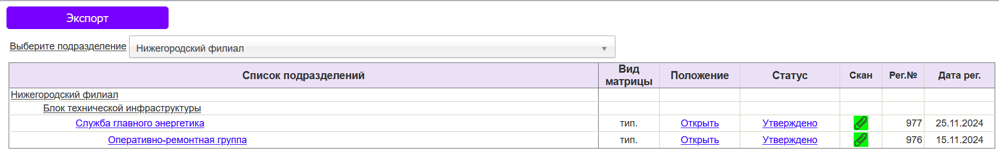 Экспорт
Выберите подразделение Нижегородский филиал
Список подразделений Вид матрицы Положение Статус Скан Рег.№ Дата рег.
Нижегородский филиал
Блок технической инфраструктуры
Служба главного энергетика тип. Открыть Утверждено 977 25.11.2024
Оперативно-ремонтная группа тип. Открыть Утверждено 976 15.11.2024